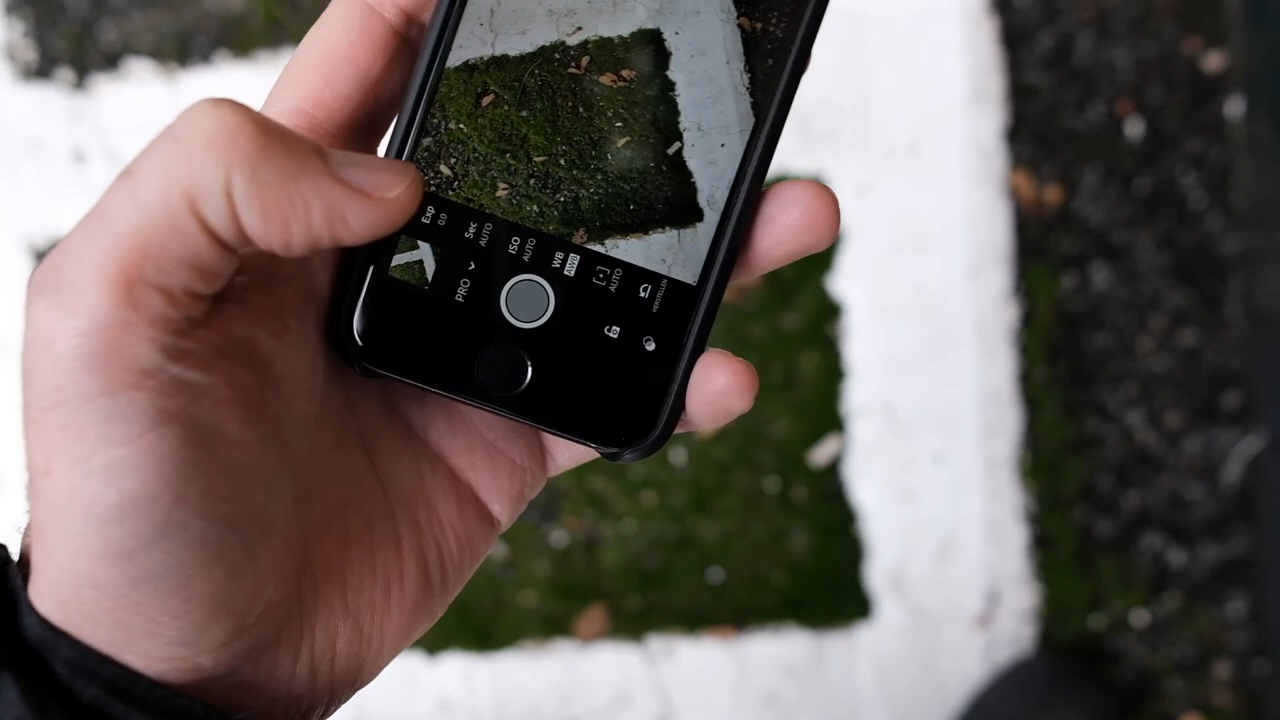 Exp
0.0
Sec
AUTO
ISO
AUTO
WB
AWB
[+]
AUTO
HERSTELLEN
PRO